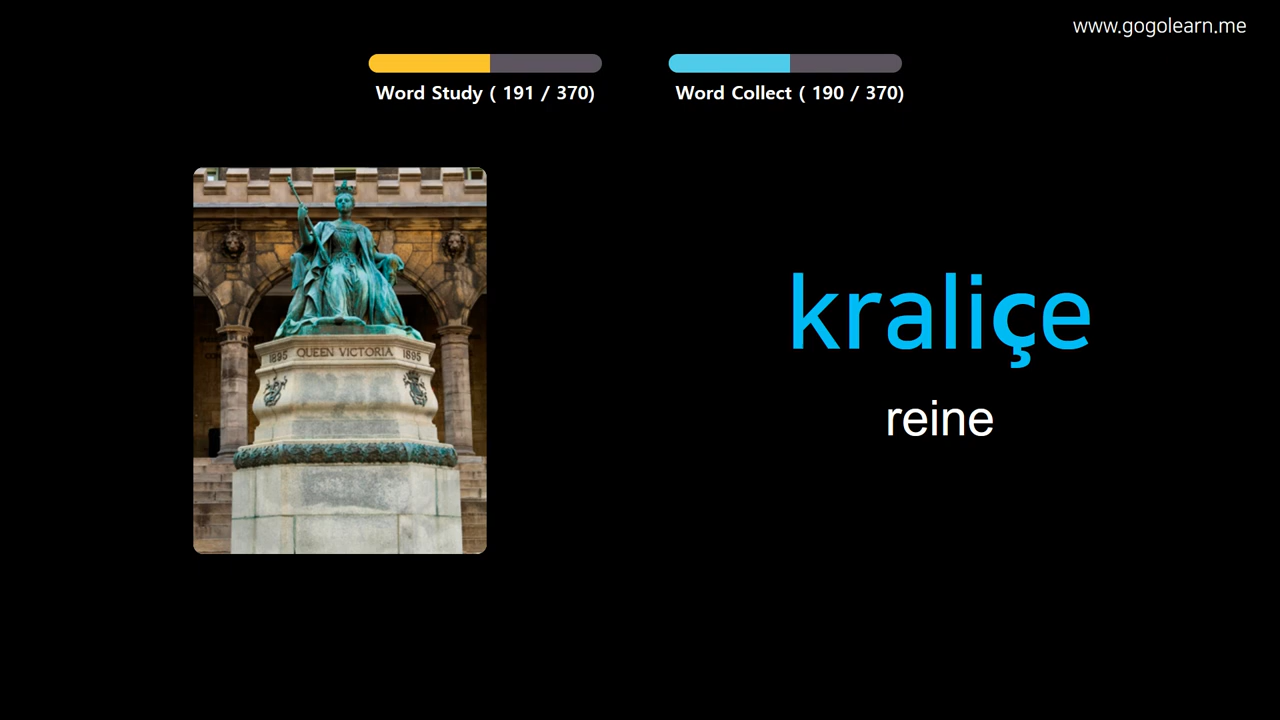 www.gogolearn.me
Word Study ( 191 / 370)
Word Collect ( 190 / 370)
1895 QUEEN VICTORIA 1895
kraliçe
reine